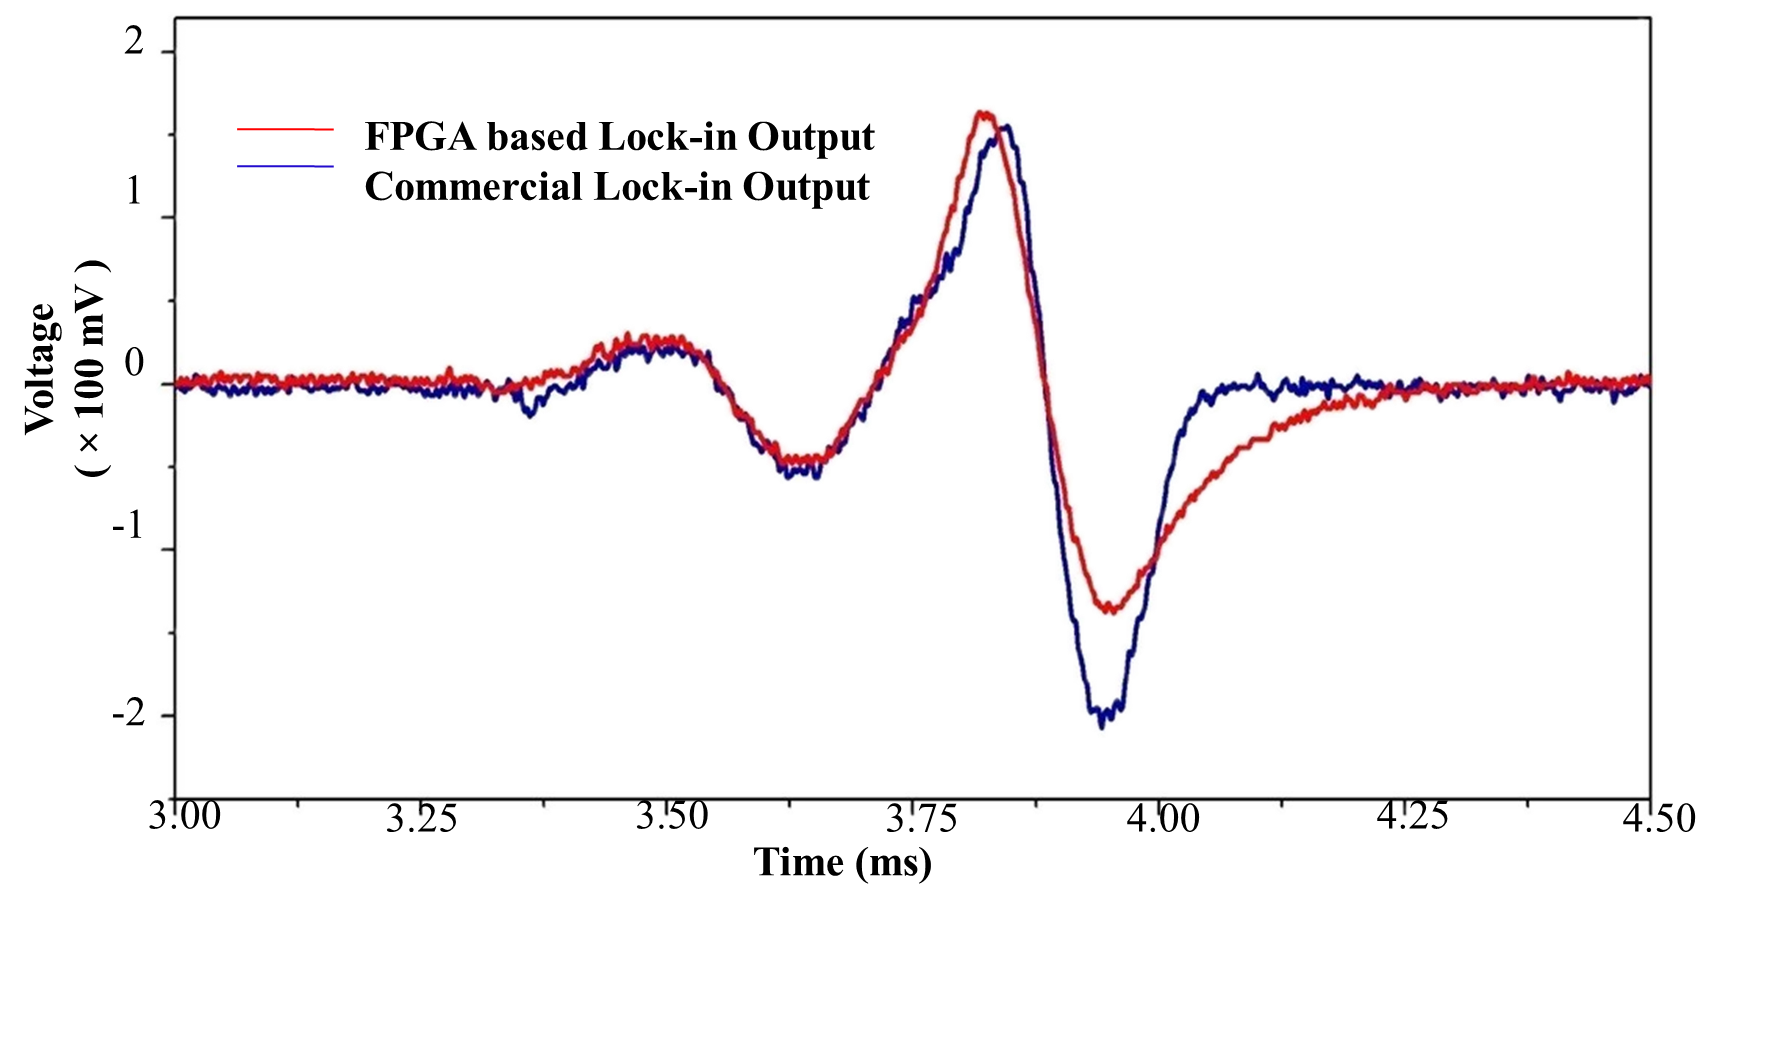 2
FPGA based Lock-in Output
Commercial Lock-in Output
1
0
-1
-2
Voltage
( × 100 mV )
3.00 3.25 3.50 3.75 4.00 4.25 4.50
Time (ms)